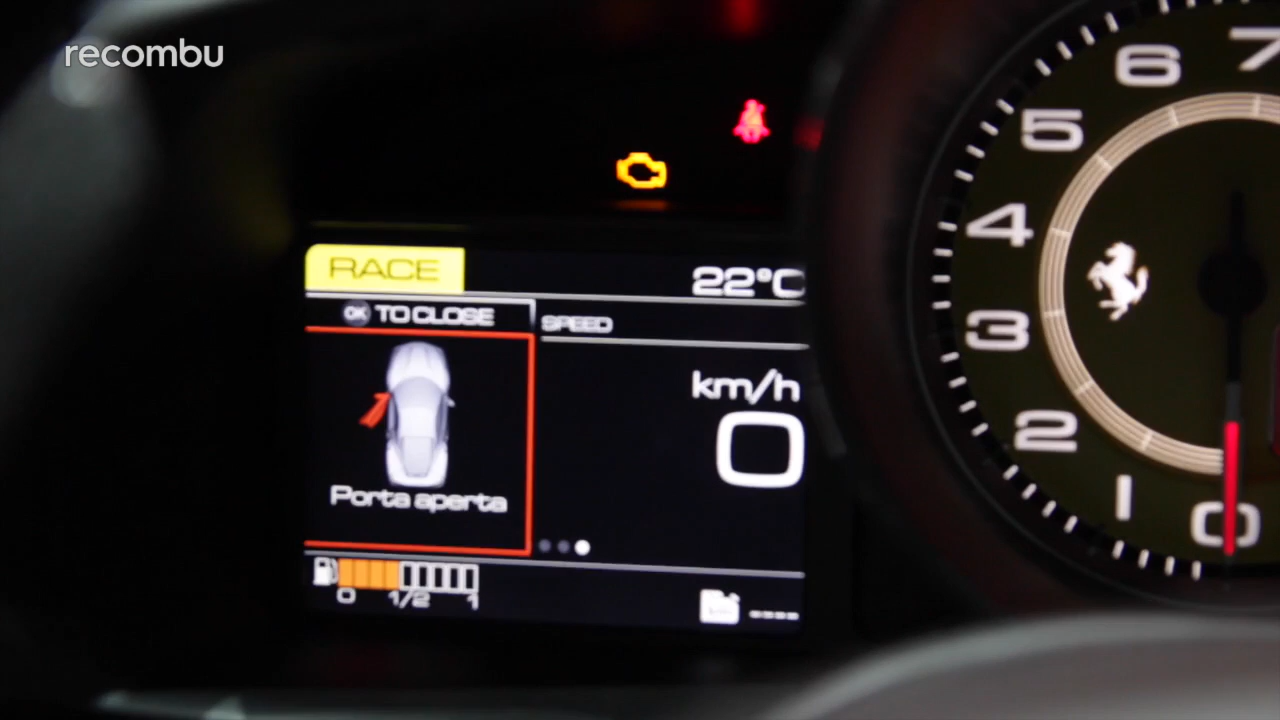 recombu
RACE
22°C
OK TO CLOSE
SPEED
km/h
0
Porta aperta
0 1/2 1
----
0
1
2
3
4
5
6
7